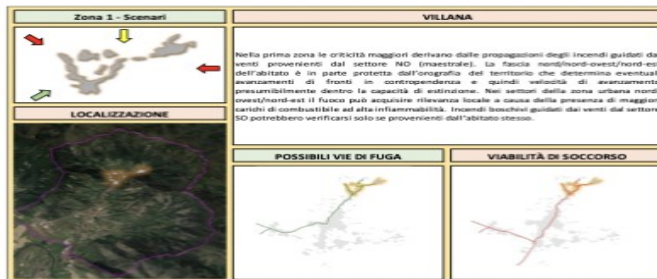 Zona 1 - Scenari
VILLANA
Nella prima zona le criticità maggiori derivano dalle propagazioni degli incendi guidati da
venti provenienti dal settore NO (maestrale). La fascia nord/nord-ovest/nord-est
dell'abitato è in parte protetta dall'orografia del territorio che determina eventual
avanzamenti di fronti in contropendenza e quindi velocità di avanzamento
presumibilmente dentro la capacità di estinzione. Nei settori della zona urbana nord-
ovest/nord-est il fuoco può acquisire rilevanza locale a causa della presenza di maggior
carichi di combustibile ad alta infiammabilità. Incendi boschivi guidati dai venti dal settore
SO potrebbero verificarsi solo se provenienti dall'abitato stesso.
LOCALIZZAZIONE
POSSIBILI VIE DI FUGA
VIABILITÀ DI SOCCORSO